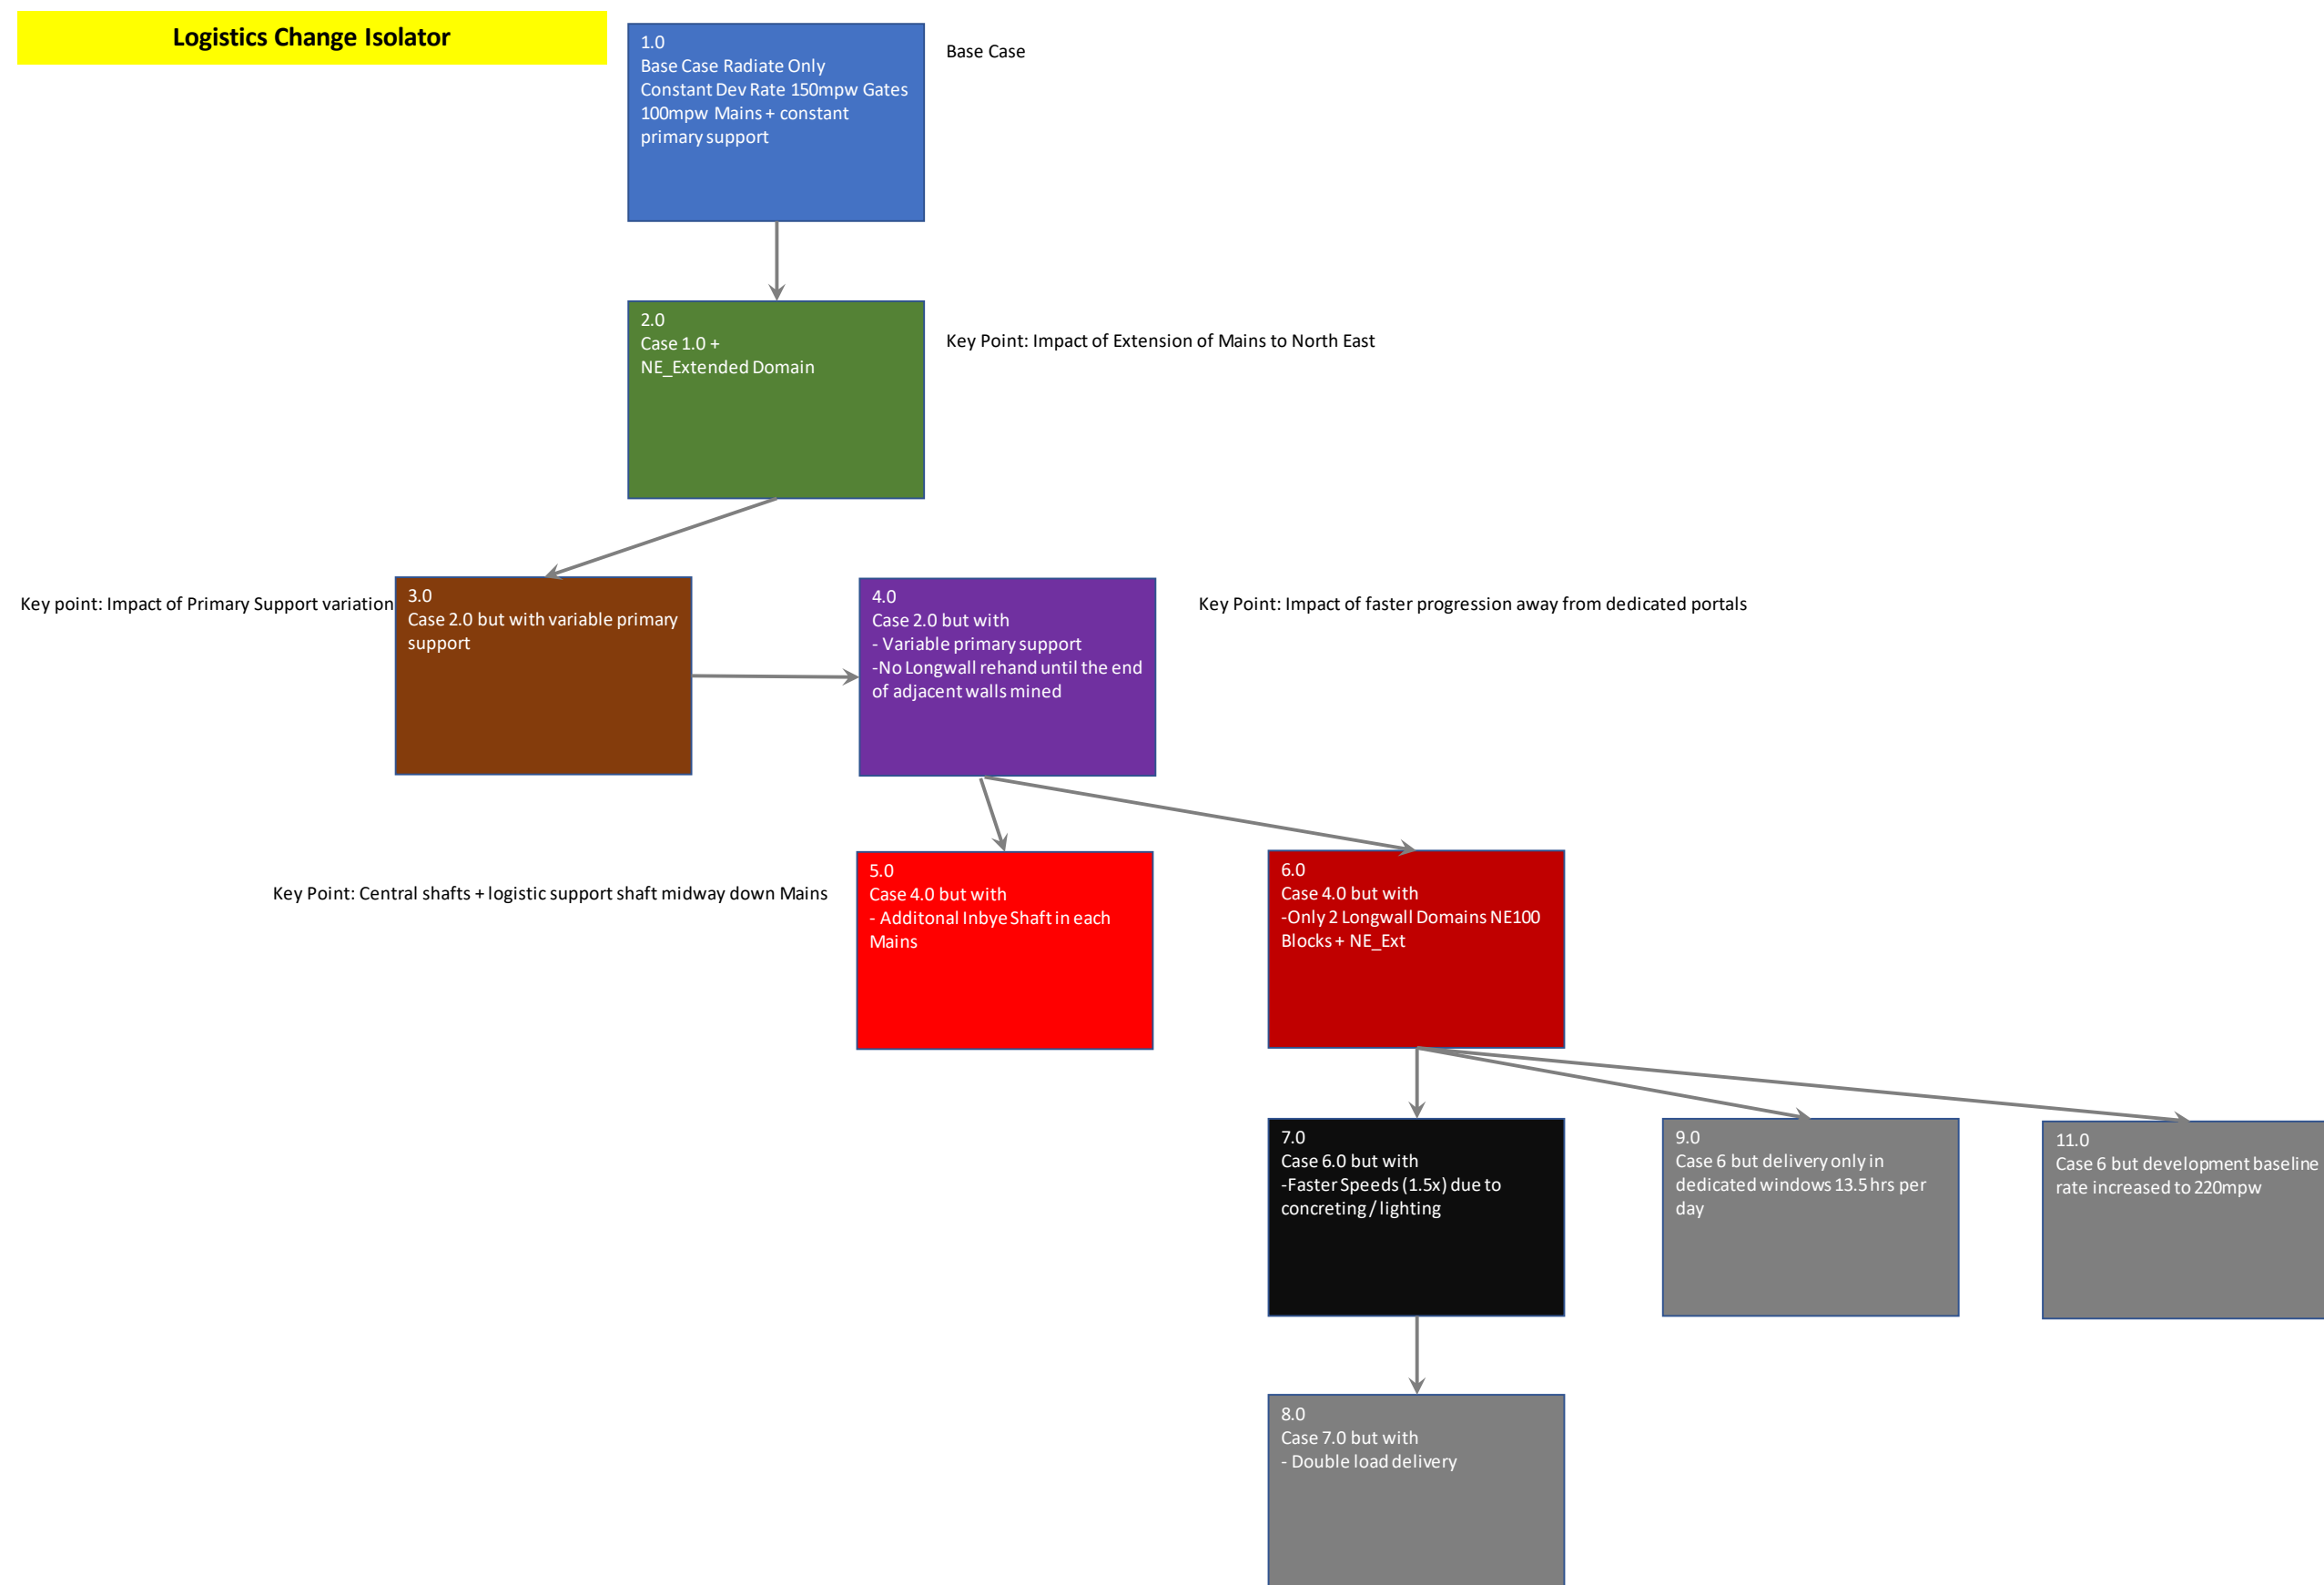 Logistics Change Isolator
1.0
Base Case Radiate Only
Constant Dev Rate 150mpw Gates
100mpw Mains + constant
primary support
Base Case
2.0
Case 1.0 +
NE_Extended Domain
Key Point: Impact of Extension of Mains to North East
Key point: Impact of Primary Support variation
3.0
Case 2.0 but with variable primary
support
4.0
Case 2.0 but with
- Variable primary support
-No Longwall rehand until the end
of adjacent walls mined
Key Point: Impact of faster progression away from dedicated portals
Key Point: Central shafts + logistic support shaft midway down Mains
5.0
Case 4.0 but with
- Additonal Inbye Shaft in each
Mains
6.0
Case 4.0 but with
-Only 2 Longwall Domains NE100
Blocks + NE_Ext
7.0
Case 6.0 but with
-Faster Speeds (1.5x) due to
concreting / lighting
9.0
Case 6 but delivery only in
dedicated windows 13.5 hrs per
day
11.0
Case 6 but development baseline
rate increased to 220mpw
8.0
Case 7.0 but with
- Double load delivery